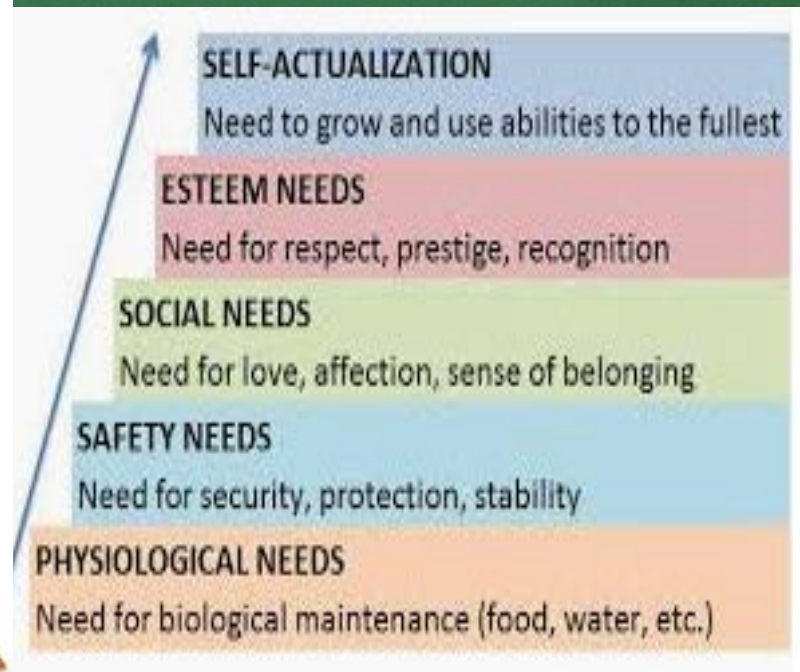 SELF-ACTUALIZATION
Need to grow and use abilities to the fullest
ESTEEM NEEDS
Need for respect, prestige, recognition
SOCIAL NEEDS
Need for love, affection, sense of belonging
SAFETY NEEDS
Need for security, protection, stability
PHYSIOLOGICAL NEEDS
Need for biological maintenance (food, water, etc.)